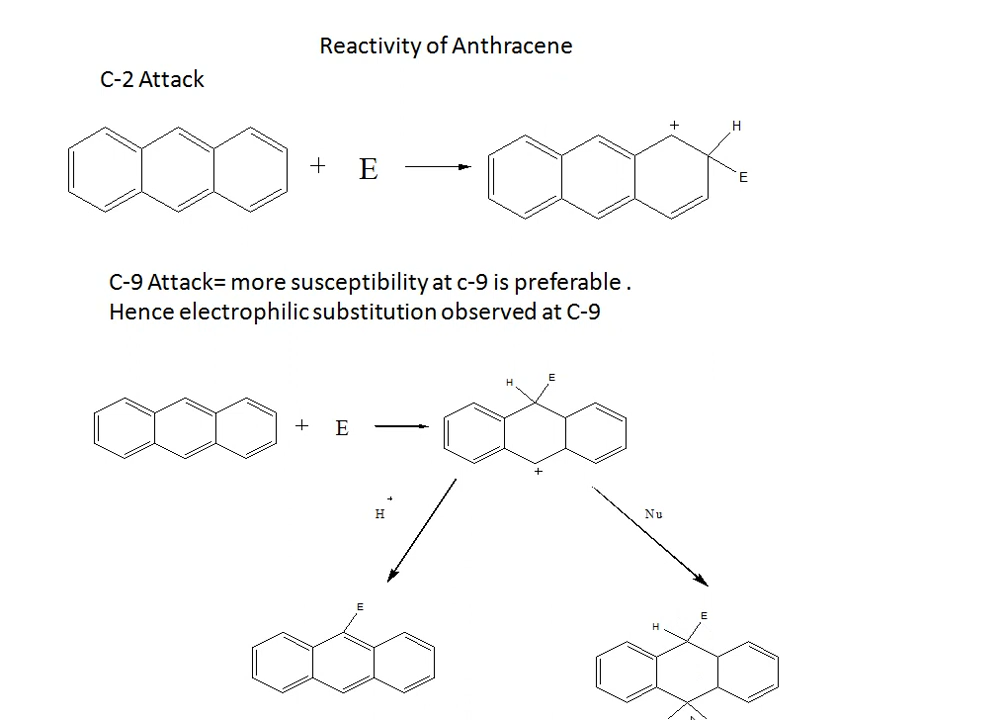 Reactivity of Anthracene
C-2 Attack
+ E
+ H
E
C-9 Attack= more susceptibility at c-9 is preferable .
Hence electrophilic substitution observed at C-9
H E
+ E
+
H +
Nu
E
H E